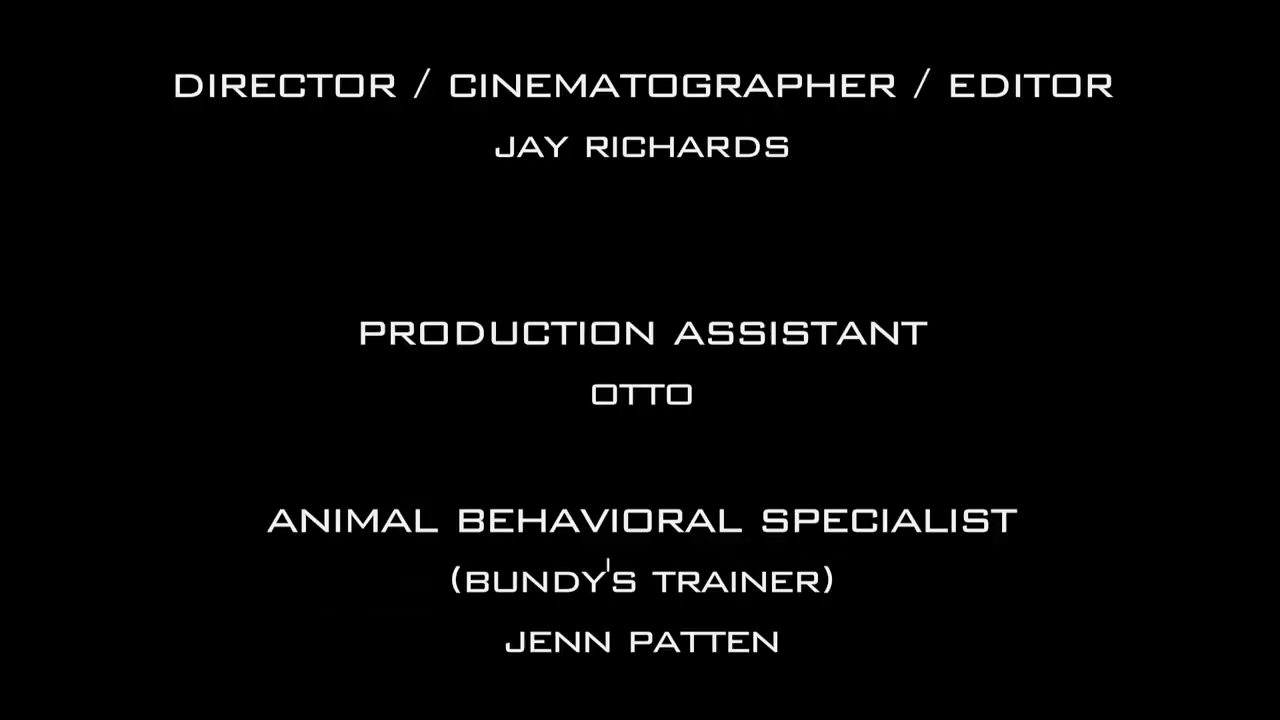 DIRECTOR / CINEMATOGRAPHER / EDITOR
JAY RICHARDS
PRODUCTION ASSISTANT
OTTO
ANIMAL BEHAVIORAL SPECIALIST
(BUNDY'S TRAINER)
JENN PATTEN